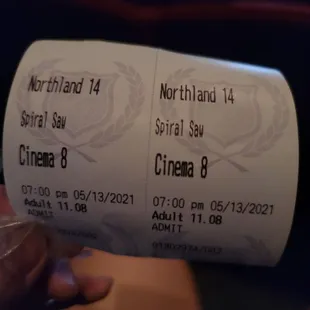 Northland 14
Spiral Saw
Cinema 8
07:00 pm 05/13/2021
Adult 11.08
ADMIT
Northland 14
Spiral Saw
Cinema 8
07:00 pm 05/13/2021
Adult 11.08
ADMIT